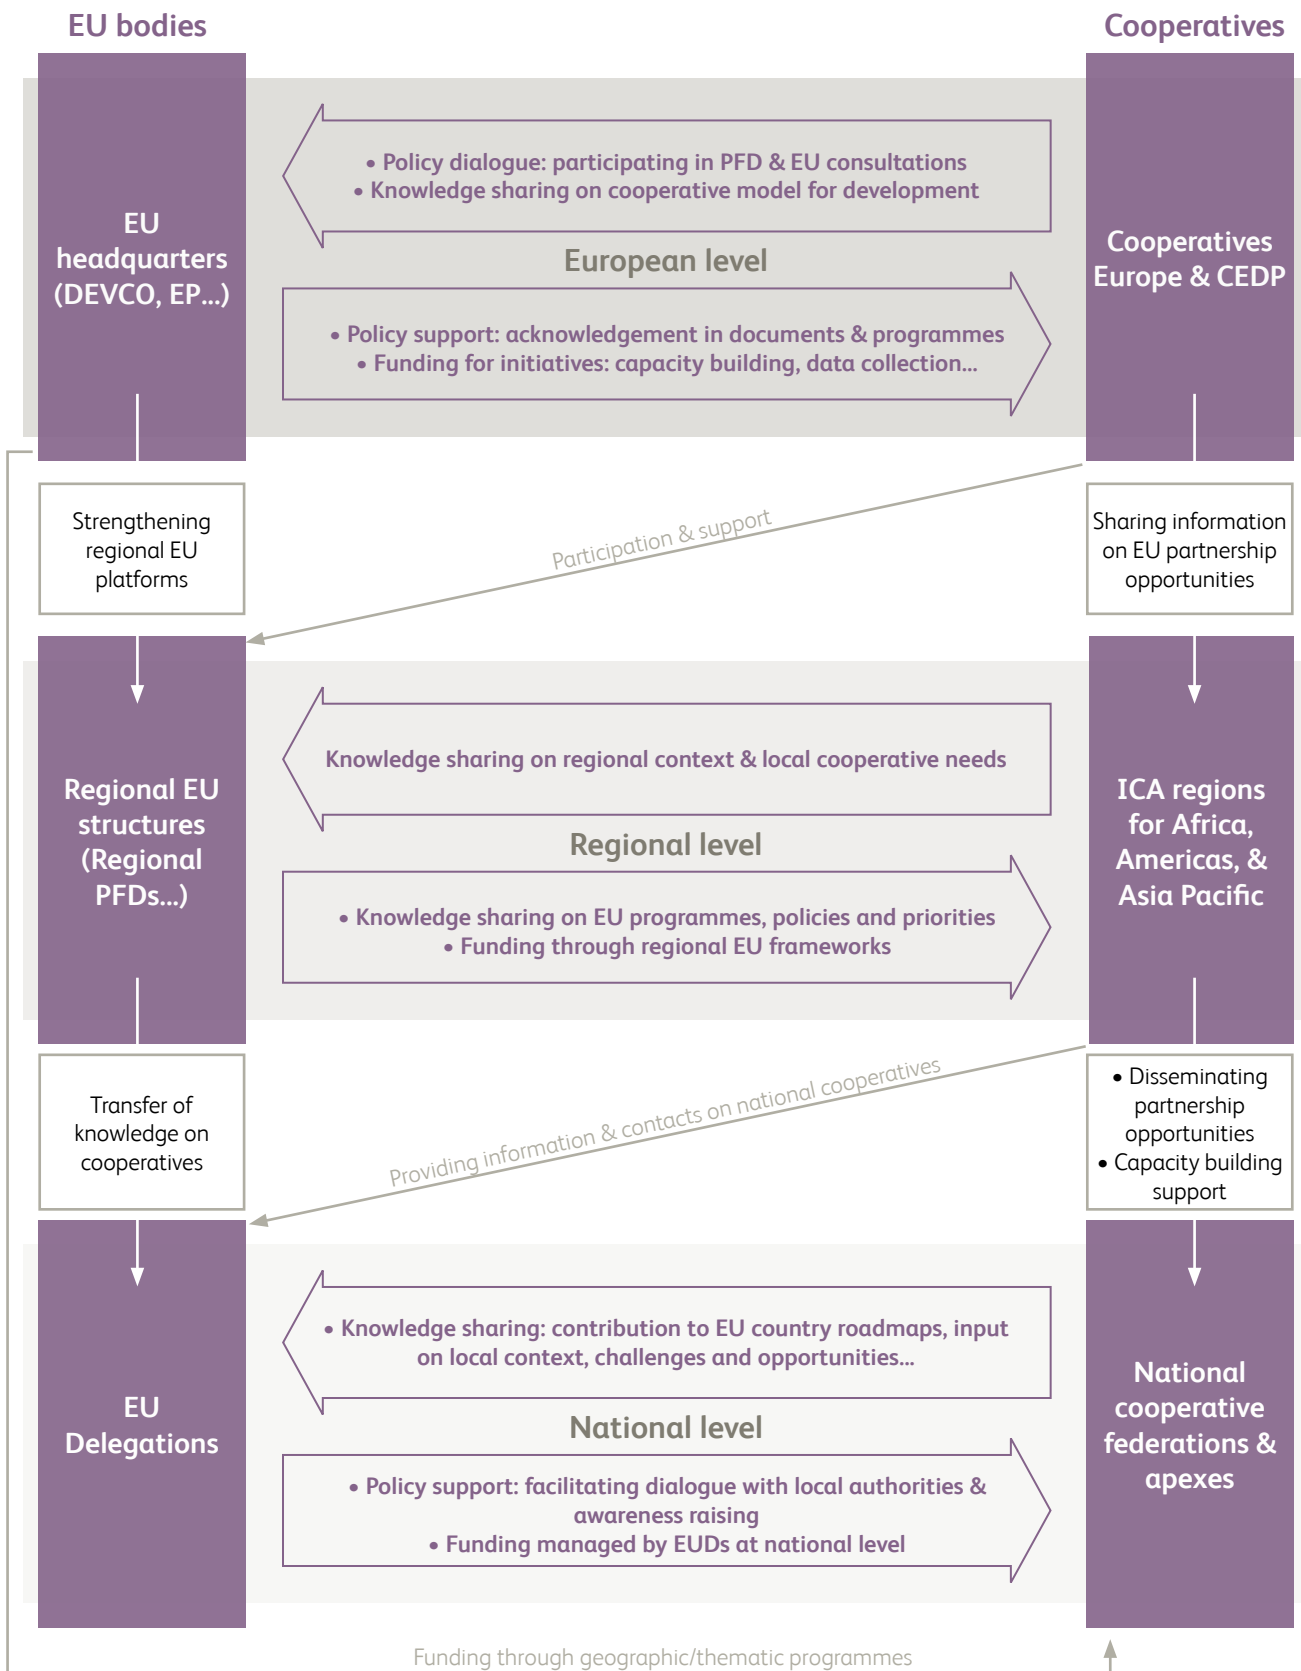 EU bodies
Cooperatives
EU
headquarters
(DEVCO, EP...)
• Policy dialogue: participating in PFD & EU consultations
• Knowledge sharing on cooperative model for development
European level
• Policy support: acknowledgement in documents & programmes
• Funding for initiatives: capacity building, data collection...
Cooperatives
Europe & CEDP
Strengthening
regional EU
platforms
Participation & support
Sharing information
on EU partnership
opportunities
Regional EU
structures
(Regional
PFDs...)
Knowledge sharing on regional context & local cooperative needs
Regional level
• Knowledge sharing on EU programmes, policies and priorities
• Funding through regional EU frameworks
ICA regions
for Africa,
Americas, &
Asia Pacific
Transfer of
knowledge on
cooperatives
Providing information & contacts on national cooperatives
• Disseminating
partnership
opportunities
• Capacity building
support
EU
Delegations
• Knowledge sharing: contribution to EU country roadmaps, input
on local context, challenges and opportunities...
National level
• Policy support: facilitating dialogue with local authorities &
awareness raising
• Funding managed by EUDs at national level
National
cooperative
federations &
apexes
Funding through geographic/thematic programmes